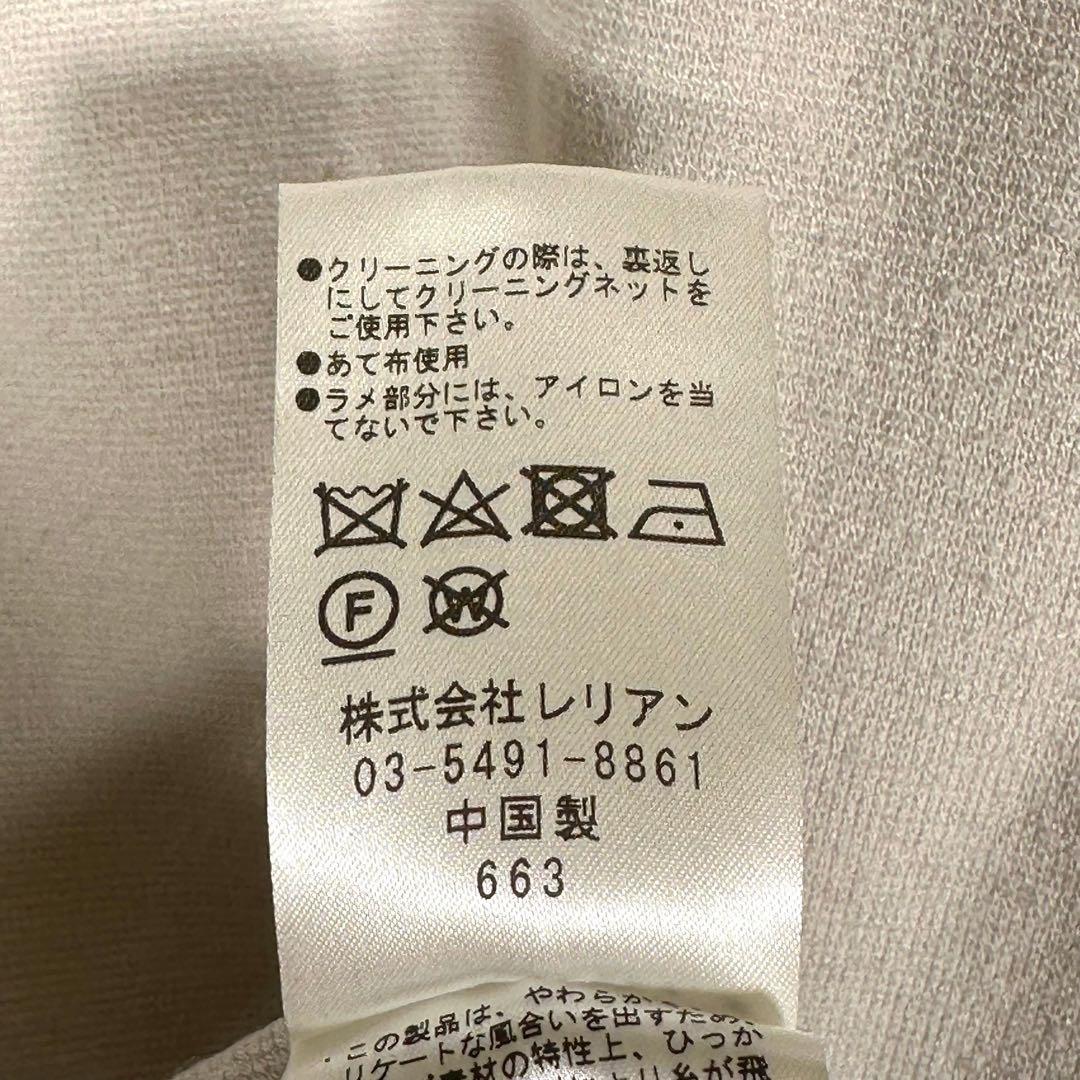 ●クリーニングの際は、裏返し
にしてクリーニングネットを
ご使用下さい。
●あて布使用
●ラメ部分には、アイロンを当
てないで下さい。
F W
株式会社レリアン
03-5491-8861
中国製
663
この製品は、やわらか
リケートな風合いを出すため
素材の特性上、ひっか
糸が飛